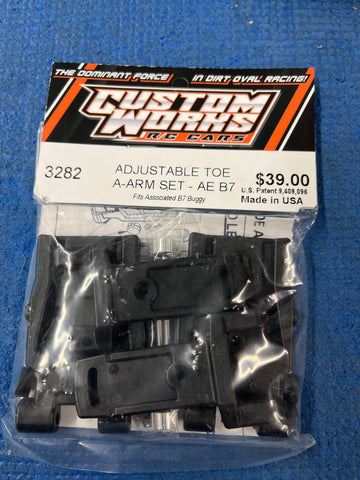 THE DOMINANT FORCE IN DIRT OVAL RACING!
CUSTOM
WORKS
R/C CARS
3282
ADJUSTABLE TOE
A-ARM SET - AE B7
Fits Associated B7 Buggy
$39.00
U.S. Patent 9,409,096
Made in USA